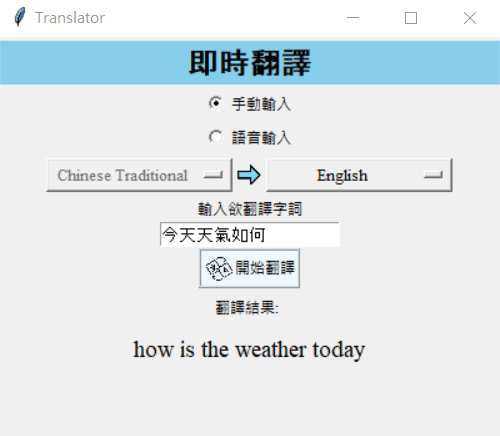 Translator
即時翻譯
手動輸入
語音輸入
Chinese Traditional English
輸入欲翻譯字詞
今天天氣如何
開始翻譯
翻譯結果:
how is the weather today